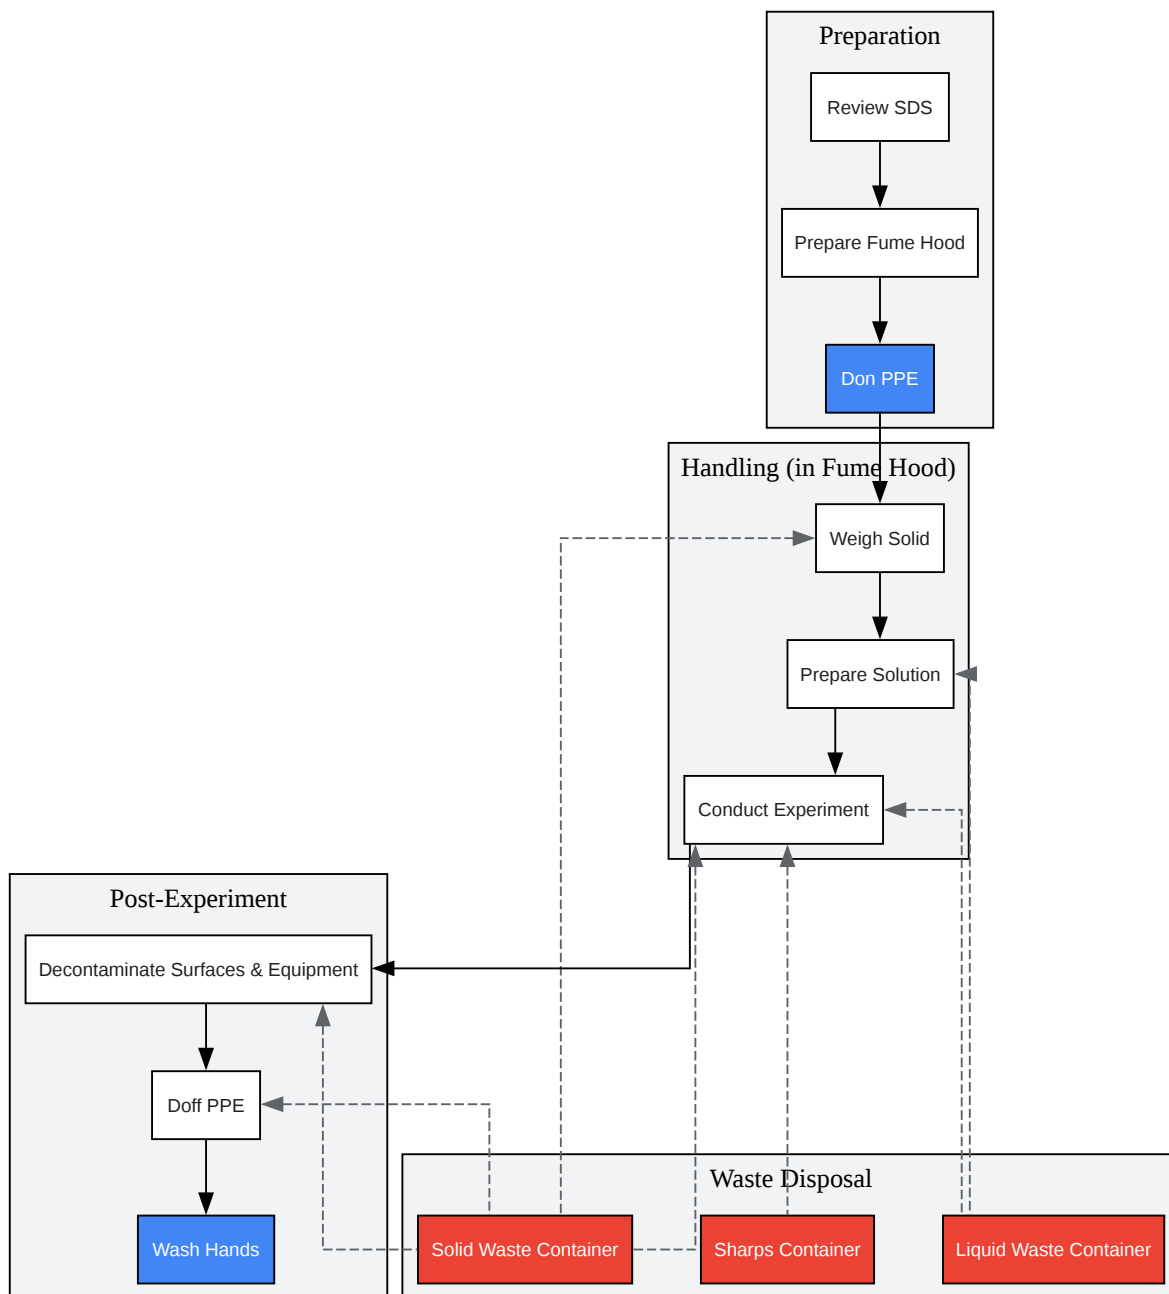 Preparation
Review SDS
Prepare Fume Hood
Don PPE
Handling (in Fume Hood)
Weigh Solid
Prepare Solution
Conduct Experiment
Post-Experiment
Decontaminate Surfaces & Equipment
Doff PPE
Wash Hands
Waste Disposal
Solid Waste Container
Sharps Container
Liquid Waste Container